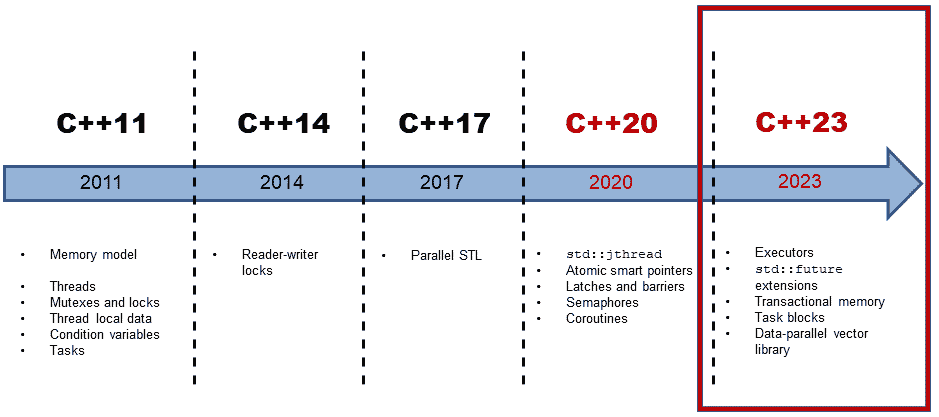 C++11
C++14
C++17
C++20
C++23
2011
2014
2017
2020
2023
• Memory model
• Threads
• Mutexes and locks
• Thread local data
• Condition variables
• Tasks
• Reader-writer
locks
• Parallel STL
• std::jthread
• Atomic smart pointers
• Latches and barriers
• Semaphores
• Coroutines
• Executors
• std::future
extensions
• Transactional memory
• Task blocks
• Data-parallel vector
library